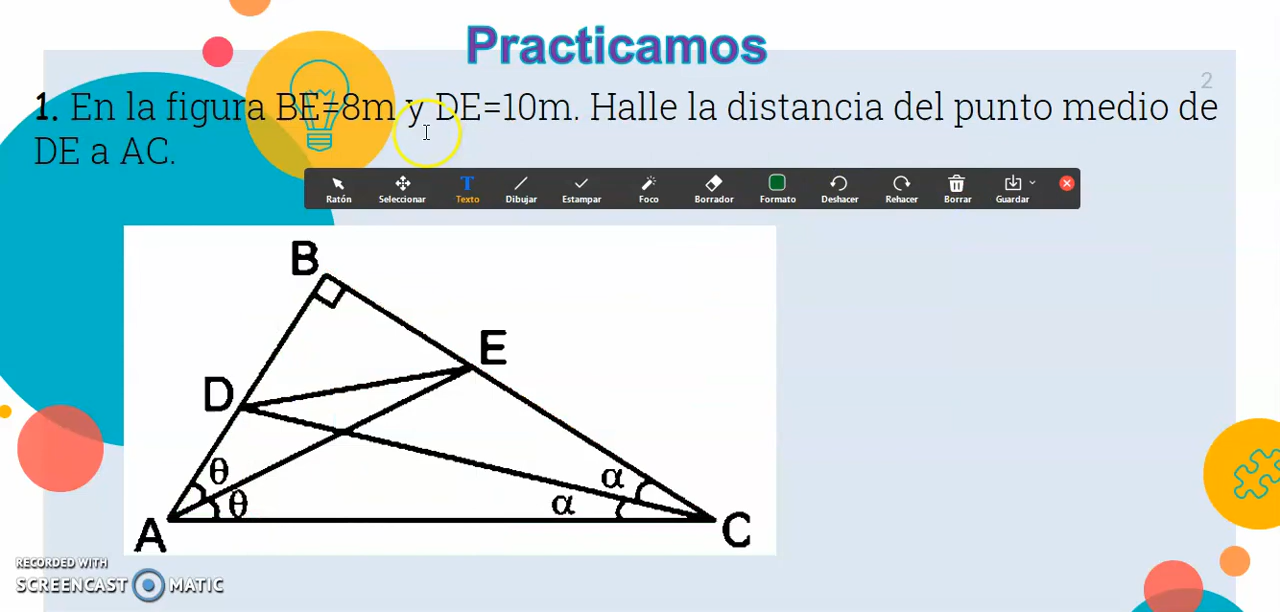 Practicamos
2
1. En la figura BE=8m y DE=10m. Halle la distancia del punto medio de
DE a AC.
Ratón Seleccionar Texto Dibujar Estampar Foco Borrador Formato Deshacer Rehacer Borrar Guardar
B
E
D
θ
θ
α
α
A
C
RECORDED WITH
SCREENCAST MATIC